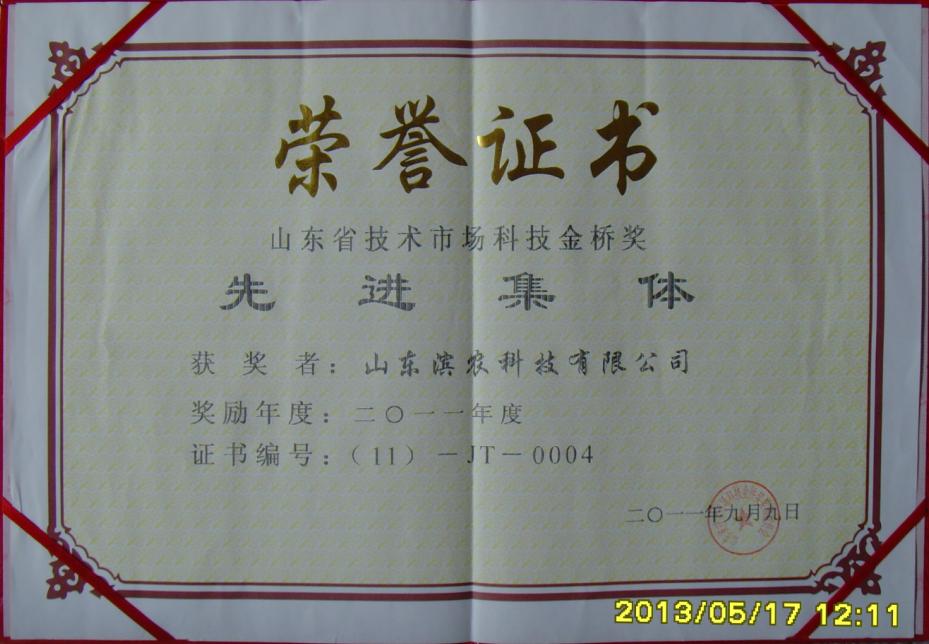 荣誉证书
山东省技术市场科技金桥奖
先进集体
获奖者：山东滨农科技有限公司
奖励年度：二〇一一年度
证书编号：（11）－JT－0004
二〇一一年九月九日
2013/05/17 12:11